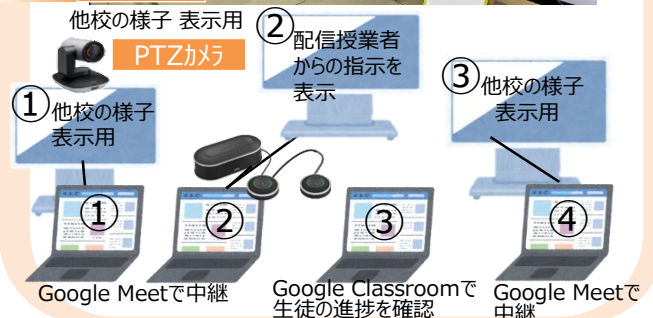 他校の様子 表示用
PTZカメラ
②
配信授業者
からの指示を
表示
①
他校の様子
表示用
③
他校の様子
表示用
①
②
③
④
Google Meetで中継
Google Classroomで
生徒の進捗を確認
Google Meetで
中継